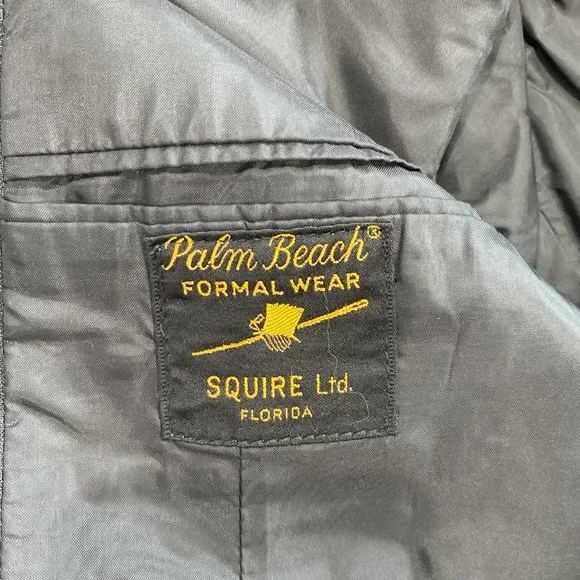 Palm Beach®
FORMAL WEAR
SQUIRE Ltd.
FLORIDA